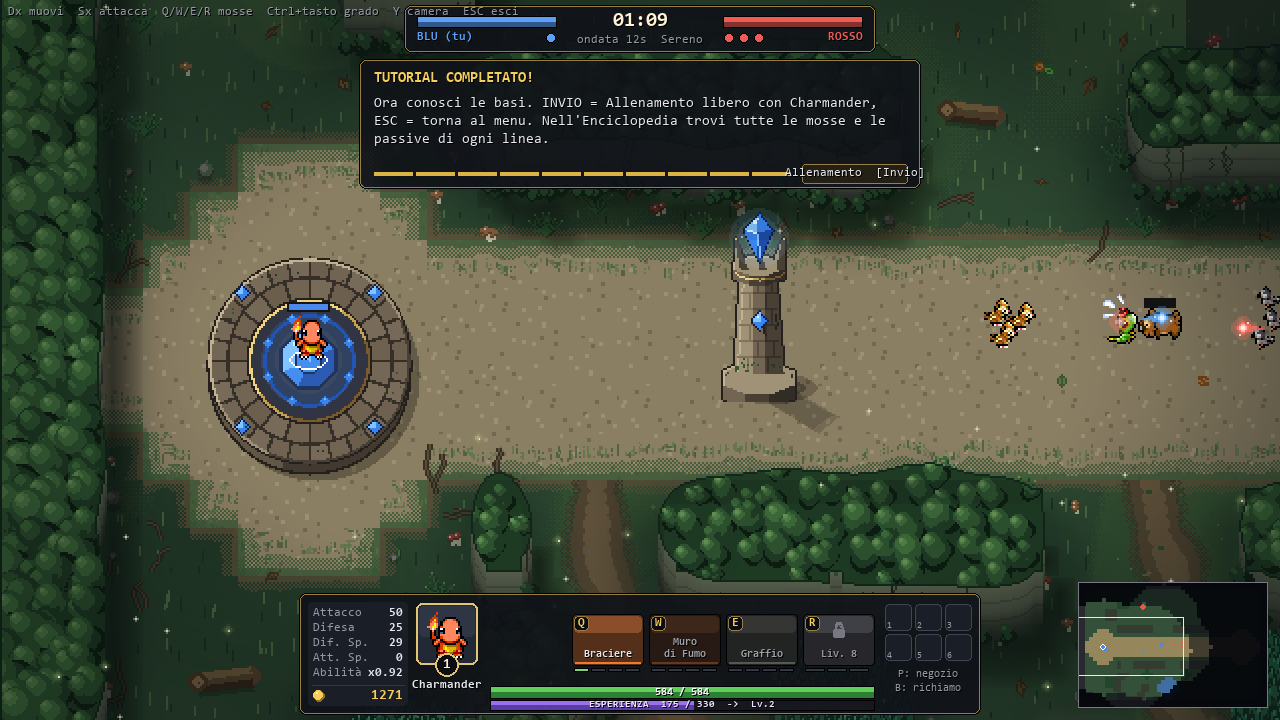 Dx muovi  Sx attacca  Q/W/E/R mosse  Ctrl+tasto grado  Y camera  ESC esci
01:09
BLU (tu)
ondata 12s  Sereno
ROSSO
TUTORIAL COMPLETATO!
Ora conosci le basi. INVIO = Allenamento libero con Charmander,
ESC = torna al menu. Nell'Enciclopedia trovi tutte le mosse e le
passive di ogni linea.
Allenamento  [Invio]
Attacco 50
Difesa 25
Dif. Sp. 29
Att. Sp. 0
Abilità x0.92
1271
1
Charmander
Q
Braciere
W
Muro
di Fumo
E
Graffio
R
Liv. 8
1 2 3
4 5 6
P: negozio
B: richiamo
584 / 584
ESPERIENZA  175 / 330  ->  Lv.2